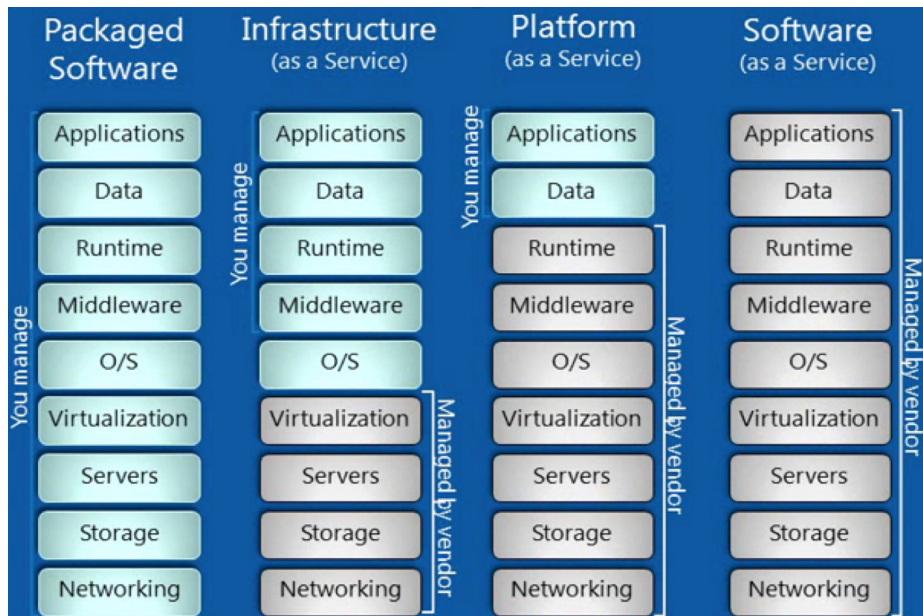 Packaged
Software
You manage
Applications
Data
Runtime
Middleware
O/S
Virtualization
Servers
Storage
Networking
Infrastructure
(as a Service)
You manage
Applications
Data
Runtime
Middleware
O/S
Virtualization
Servers
Storage
Networking
Managed by vendor
Platform
(as a Service)
You manage
Applications
Data
Runtime
Middleware
O/S
Virtualization
Servers
Storage
Networking
Managed by vendor
Software
(as a Service)
Applications
Data
Runtime
Middleware
O/S
Virtualization
Servers
Storage
Networking
Managed by vendor